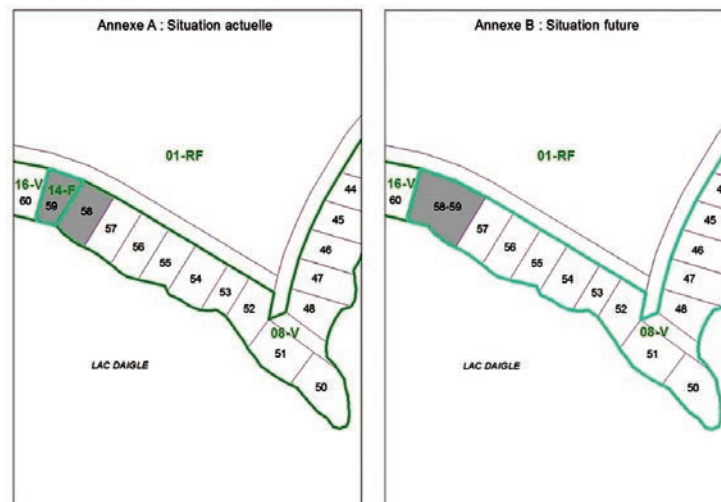 Annexe A : Situation actuelle
01-RF
16-V
14-F
60
59
58
57
56
55
54
53
52
51
50
44
45
46
47
48
08-V
LAC DAIGLE
Annexe B : Situation future
01-RF
16-V
60
58-59
57
56
55
54
53
52
51
50
44
45
46
47
48
08-V
LAC DAIGLE